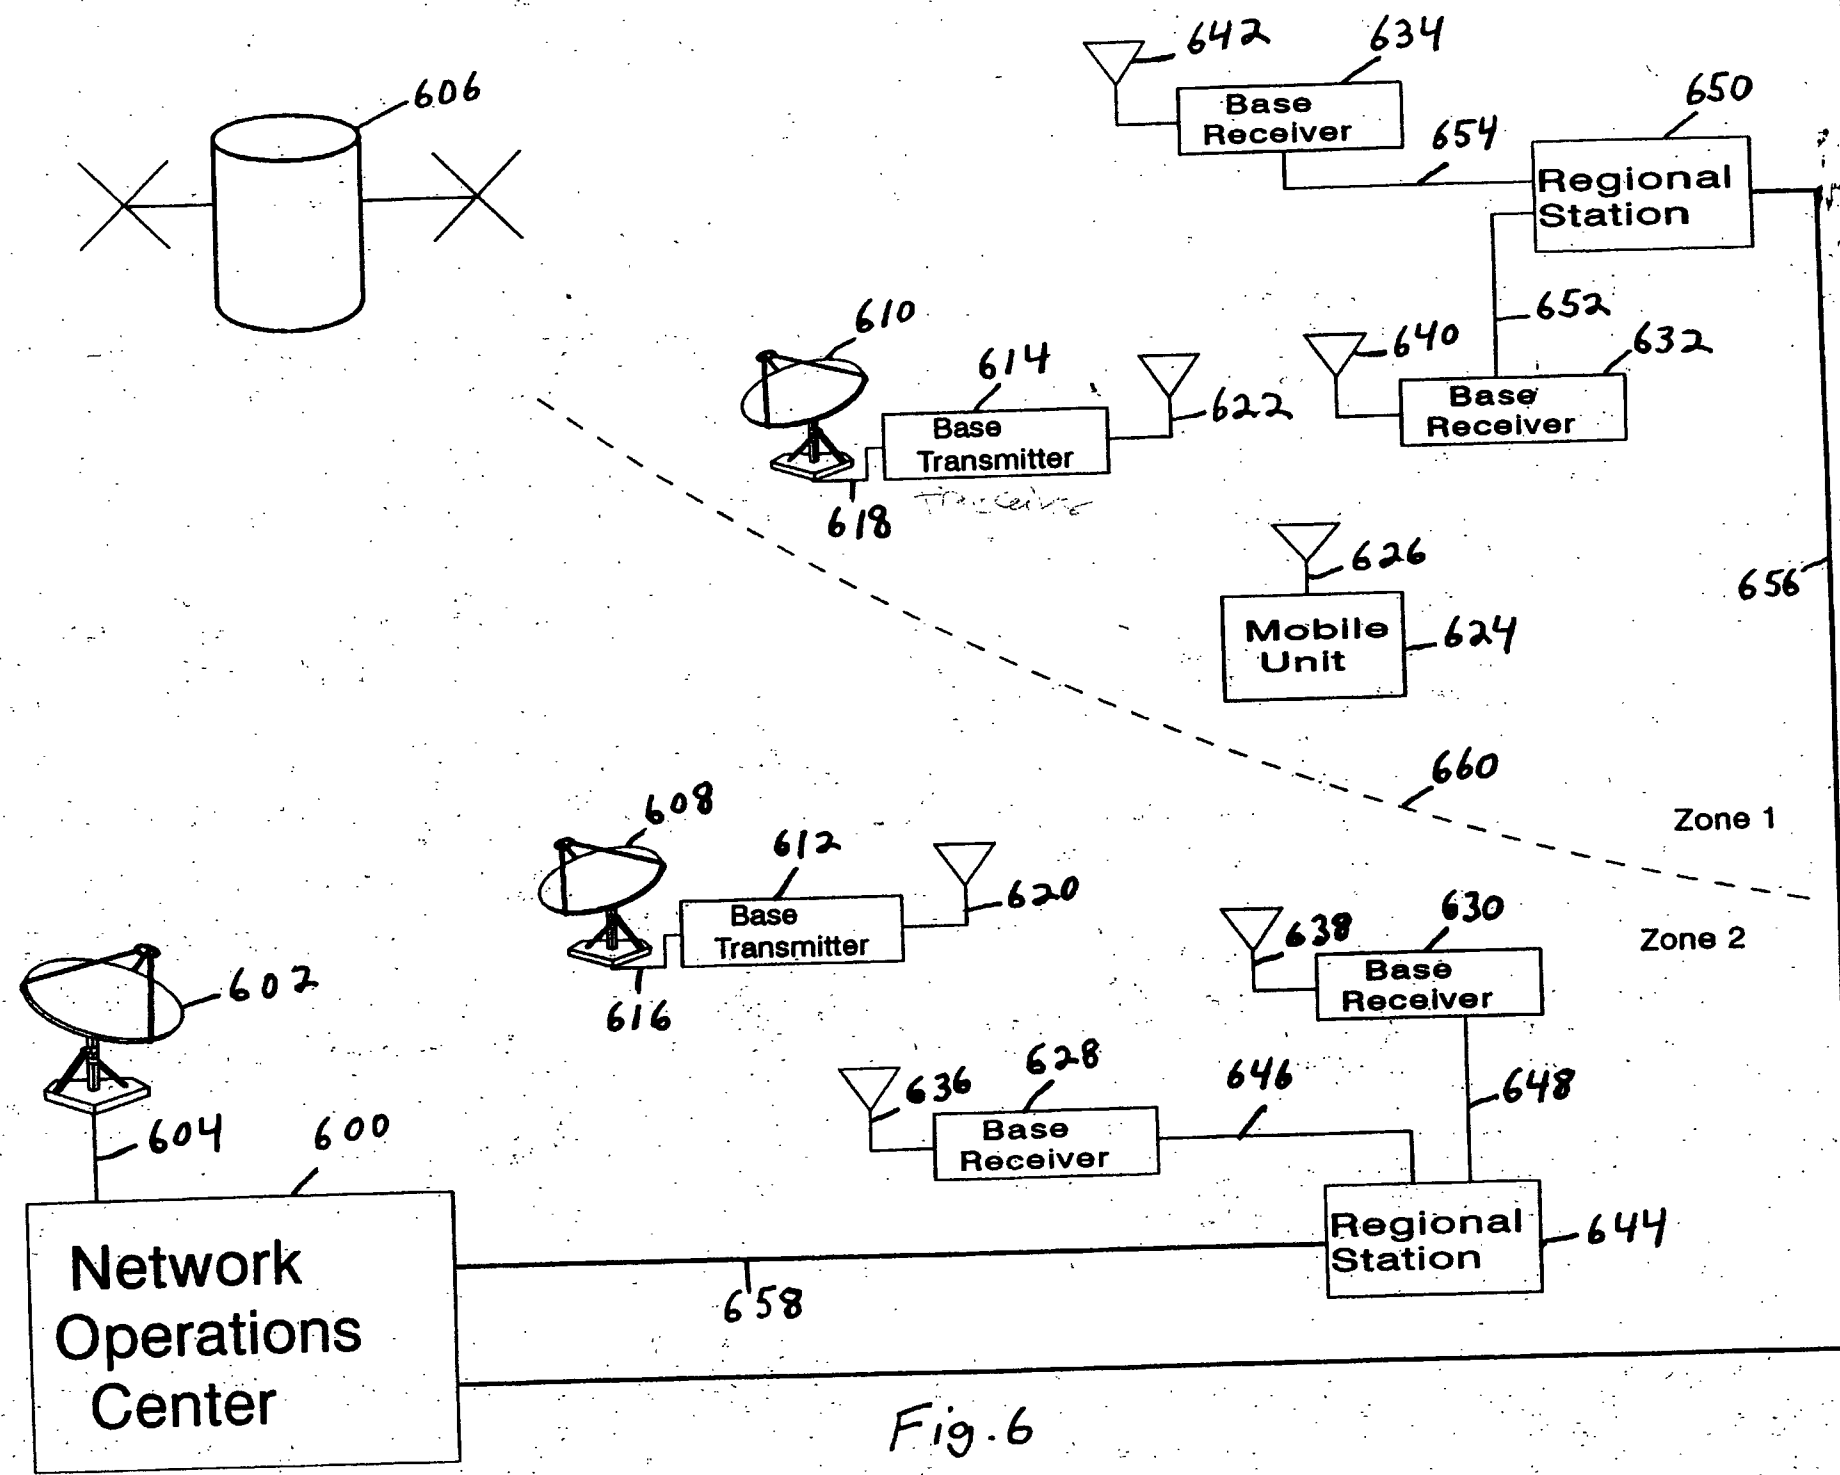 642
634
606
650
Base
Receiver
654
Regional
Station
652
610
614
640
632
622
Base
Receiver
Base
Transmitter
618
626
656
Mobile
Unit
624
660
Zone 1
608
612
620
630
638
Zone 2
Base
Transmitter
602
Base
Receiver
616
628
646
648
636
604
600
Base
Receiver
Regional
Station
644
658
Network
Operations
Center
Fig. 6